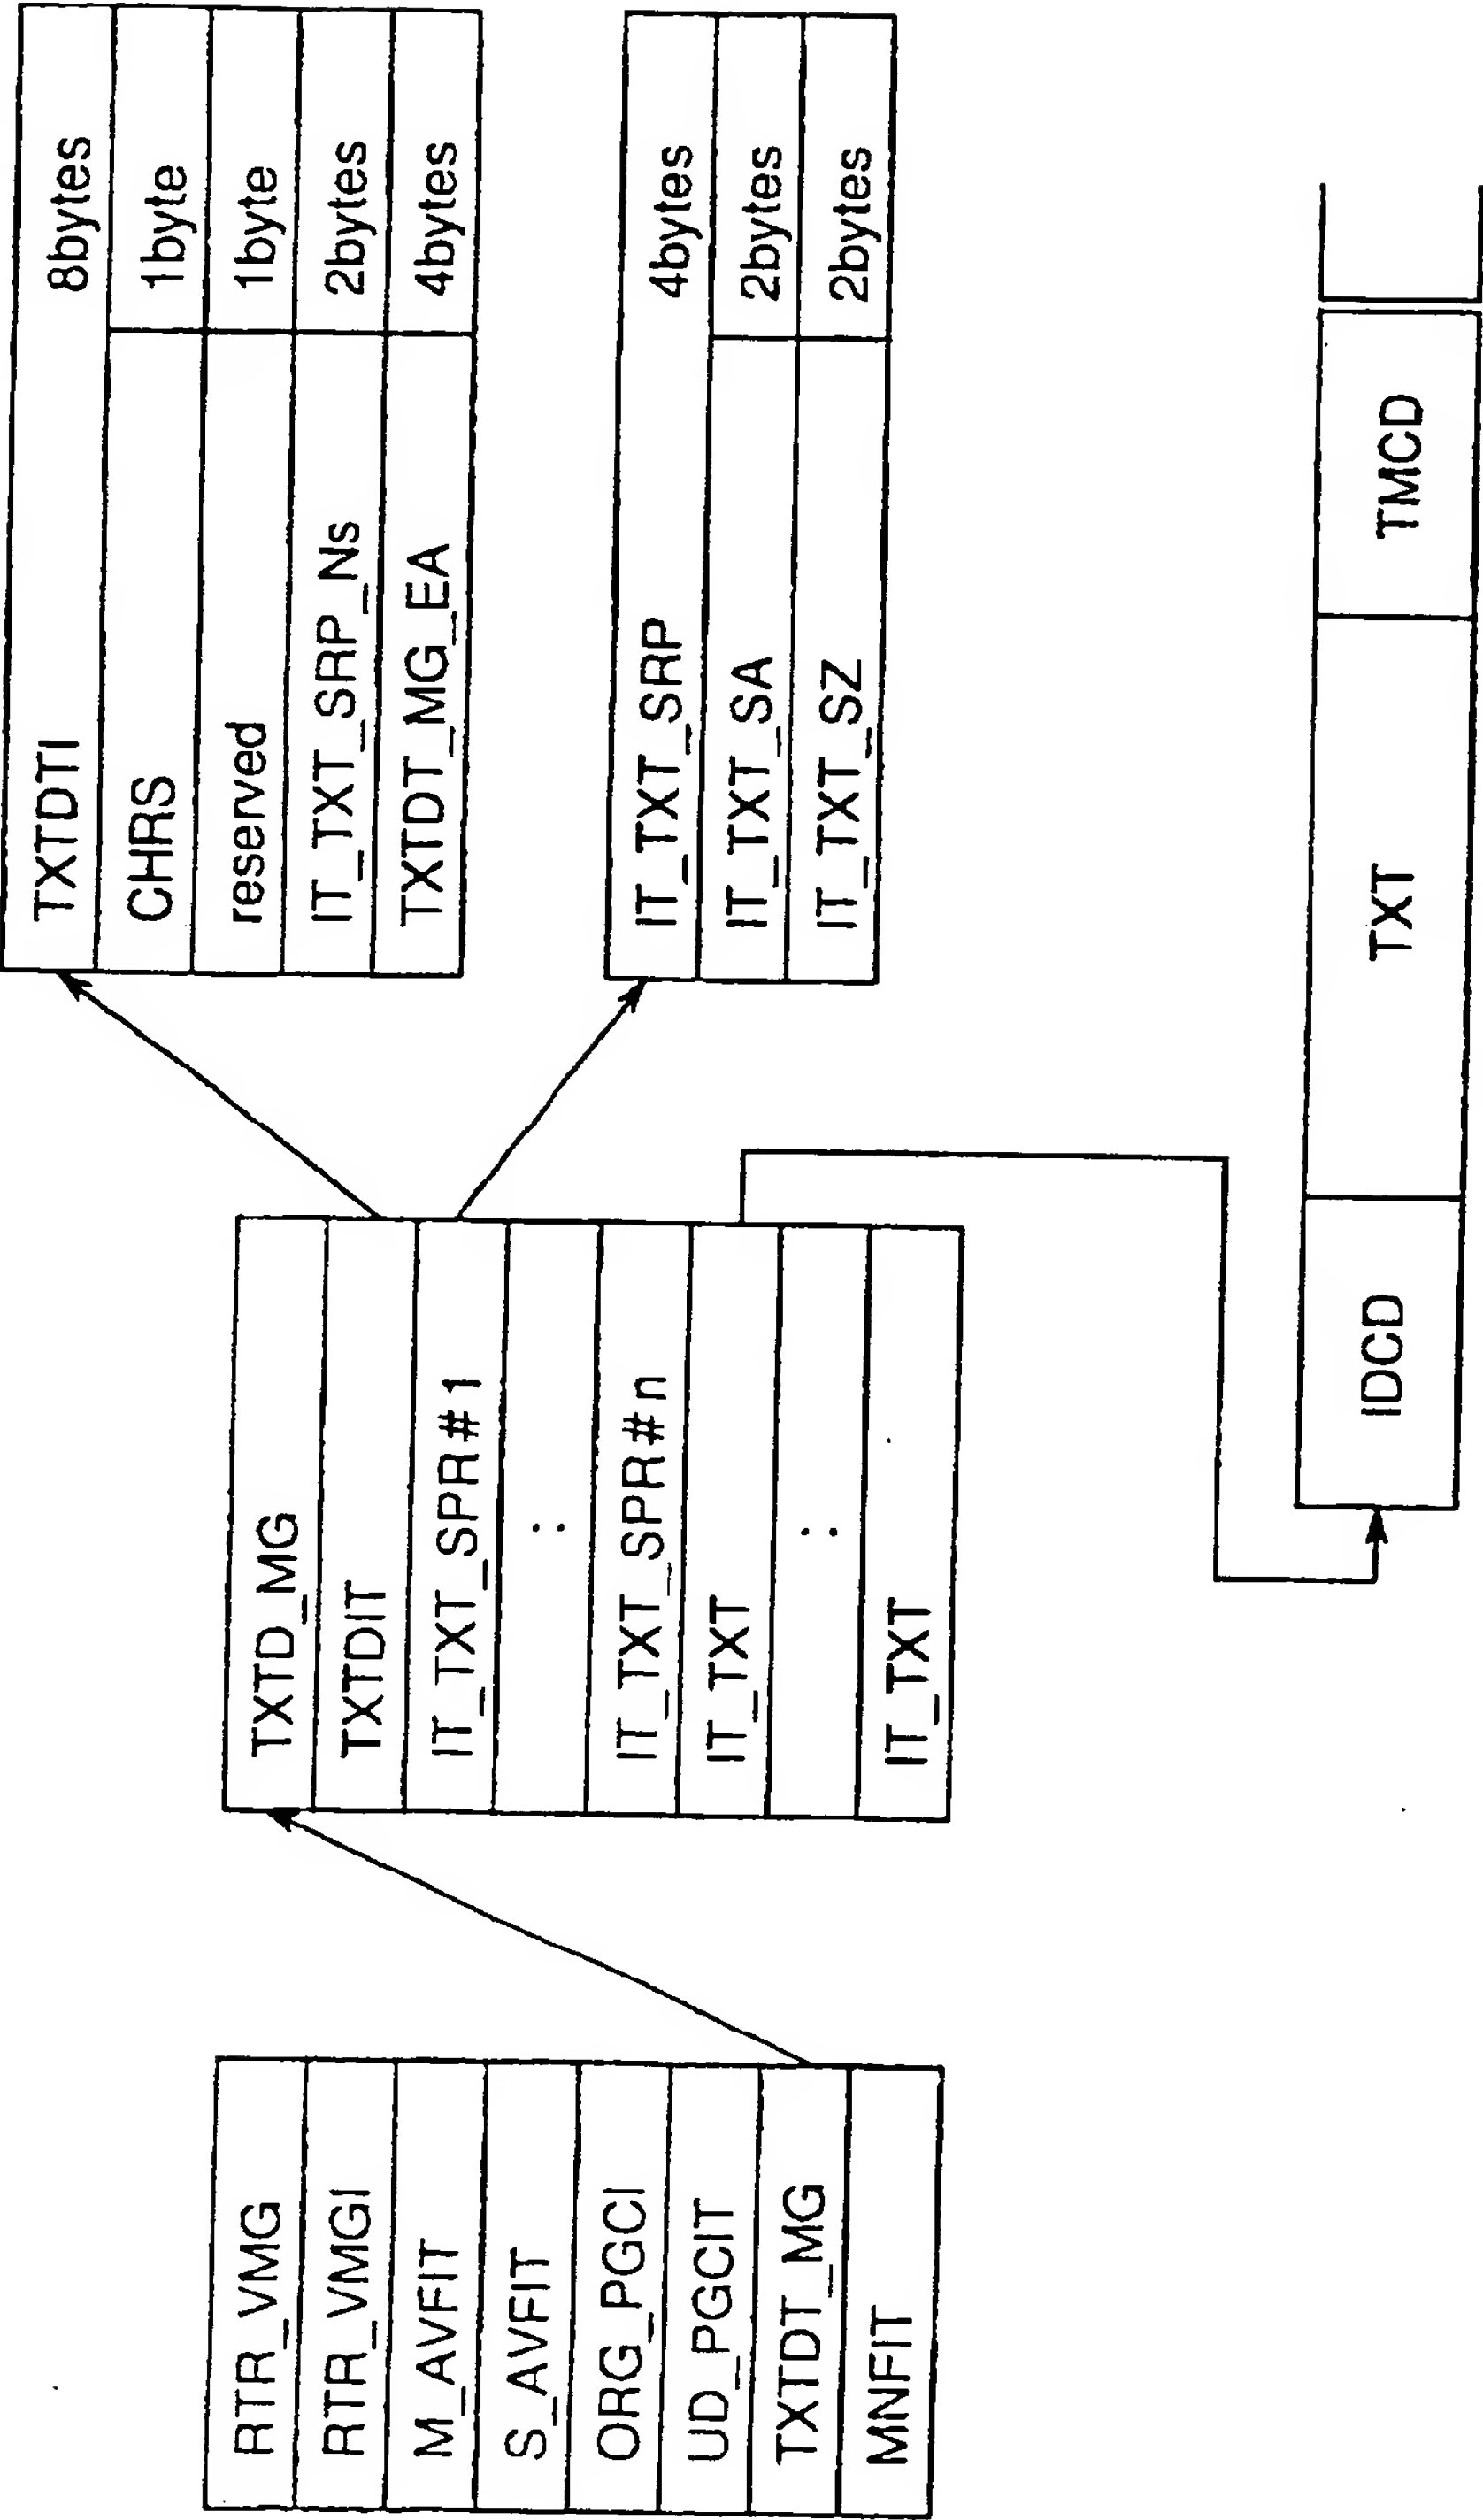 RTR_VMG
RTR_VMGI
M_AVFIT
S_AVFIT
ORG_PGCI
UD_PGCIT
TXTDT_MG
MNFIT
TXTD_MG
TXTDIT
IT_TXT_SPR#1
:
IT_TXT_SPR#n
IT_TXT
:
IT_TXT
TXTDTI 8bytes
CHRS 1byte
reserved 1byte
IT_TXT_SRP_Ns 2bytes
TXTDT_MG_EA 4bytes
IT_TXT_SRP 4bytes
IT_TXT_SA 2bytes
IT_TXT_SZ 2bytes
IDCD TXT TMCD